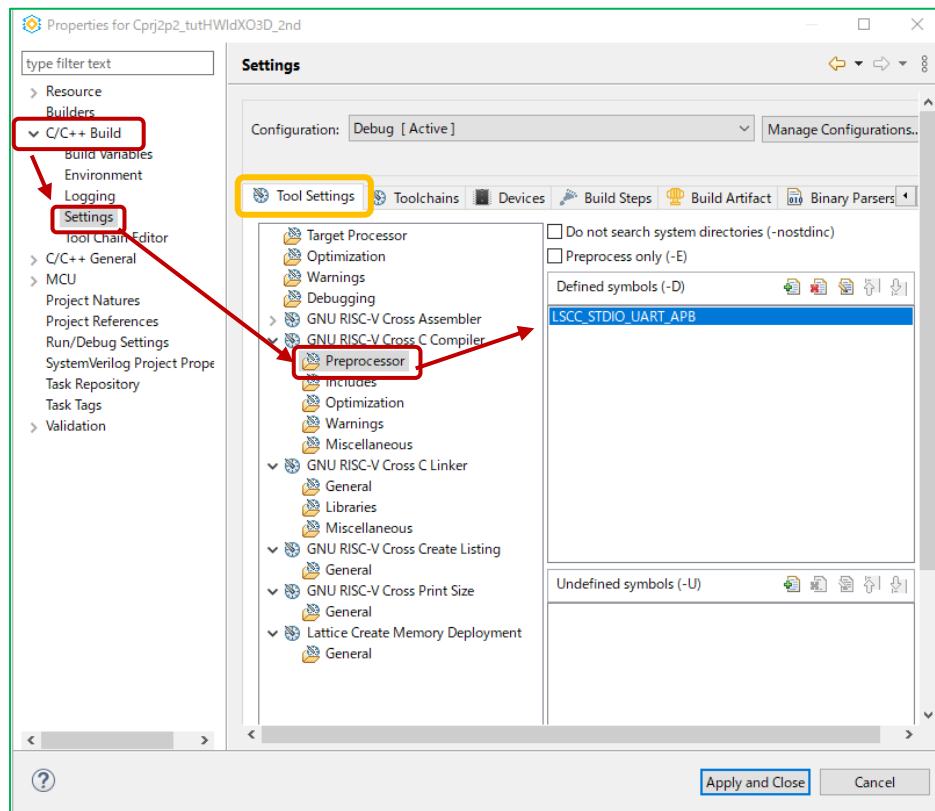 Properties for Cprj2p2_tutHWldXO3D_2nd
type filter text
Resource
Builders
C/C++ Build
Build Variables
Environment
Logging
Settings
Tool Chain Editor
C/C++ General
MCU
Project Natures
Project References
Run/Debug Settings
SystemVerilog Project Prope
Task Repository
Task Tags
Validation
Settings
Configuration: Debug [ Active ]
Manage Configurations..
Tool Settings
Toolchains
Devices
Build Steps
Build Artifact
Binary Parsers
Target Processor
Optimization
Warnings
Debugging
GNU RISC-V Cross Assembler
GNU RISC-V Cross C Compiler
Preprocessor
Includes
Optimization
Warnings
Miscellaneous
GNU RISC-V Cross C Linker
General
Libraries
Miscellaneous
GNU RISC-V Cross Create Listing
General
GNU RISC-V Cross Print Size
General
Lattice Create Memory Deployment
General
Do not search system directories (-nostdinc)
Preprocess only (-E)
Defined symbols (-D)
LSCC_STDIO_UART_APB
Undefined symbols (-U)
Apply and Close
Cancel